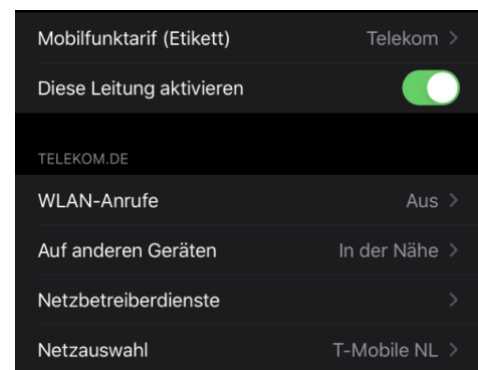 Mobilfunktarif (Etikett) Telekom >
Diese Leitung aktivieren
TELEKOM.DE
WLAN-Anrufe Aus >
Auf anderen Geräten In der Nähe >
Netzbetreiberdienste >
Netzauswahl T-Mobile NL >